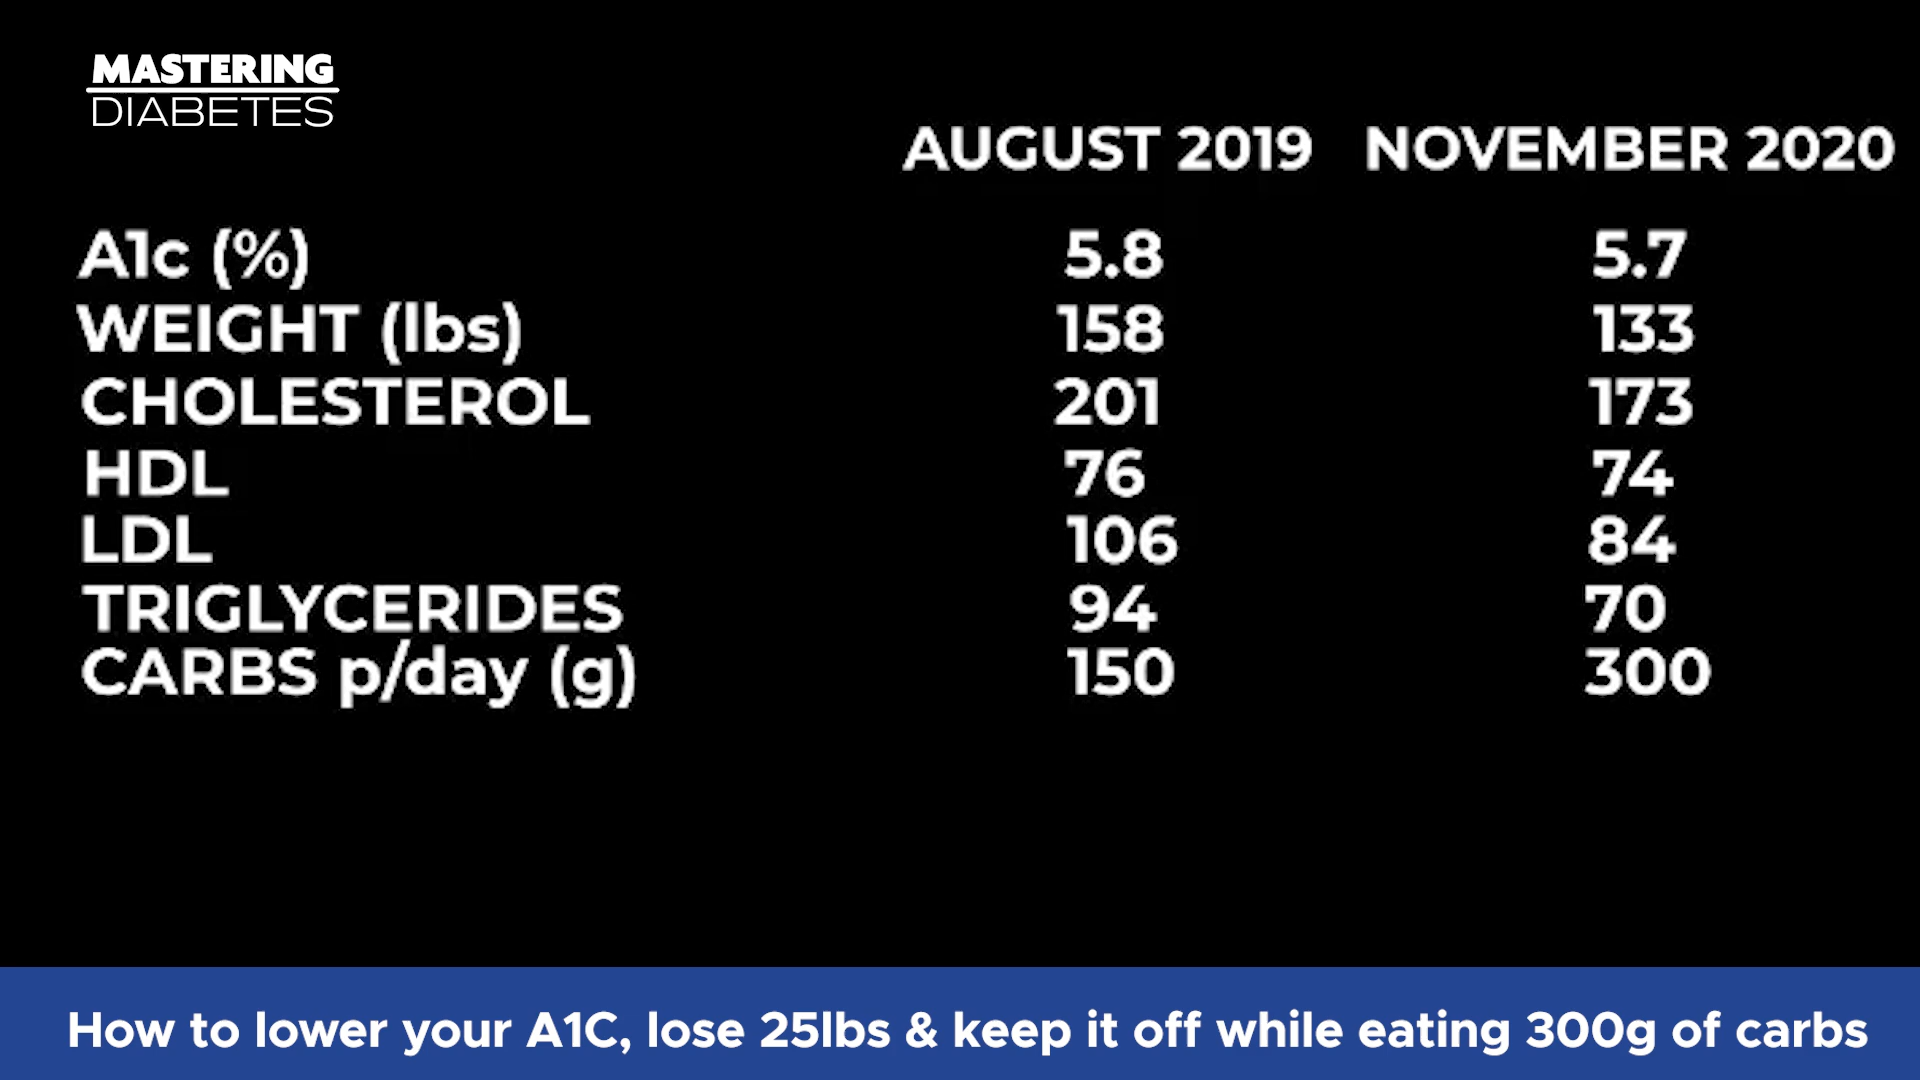 MASTERING
DIABETES
AUGUST 2019 NOVEMBER 2020
A1c (%) 5.8 5.7
WEIGHT (lbs) 158 133
CHOLESTEROL 201 173
HDL 76 74
LDL 106 84
TRIGLYCERIDES 94 70
CARBS p/day (g) 150 300
How to lower your A1C, lose 25lbs & keep it off while eating 300g of carbs